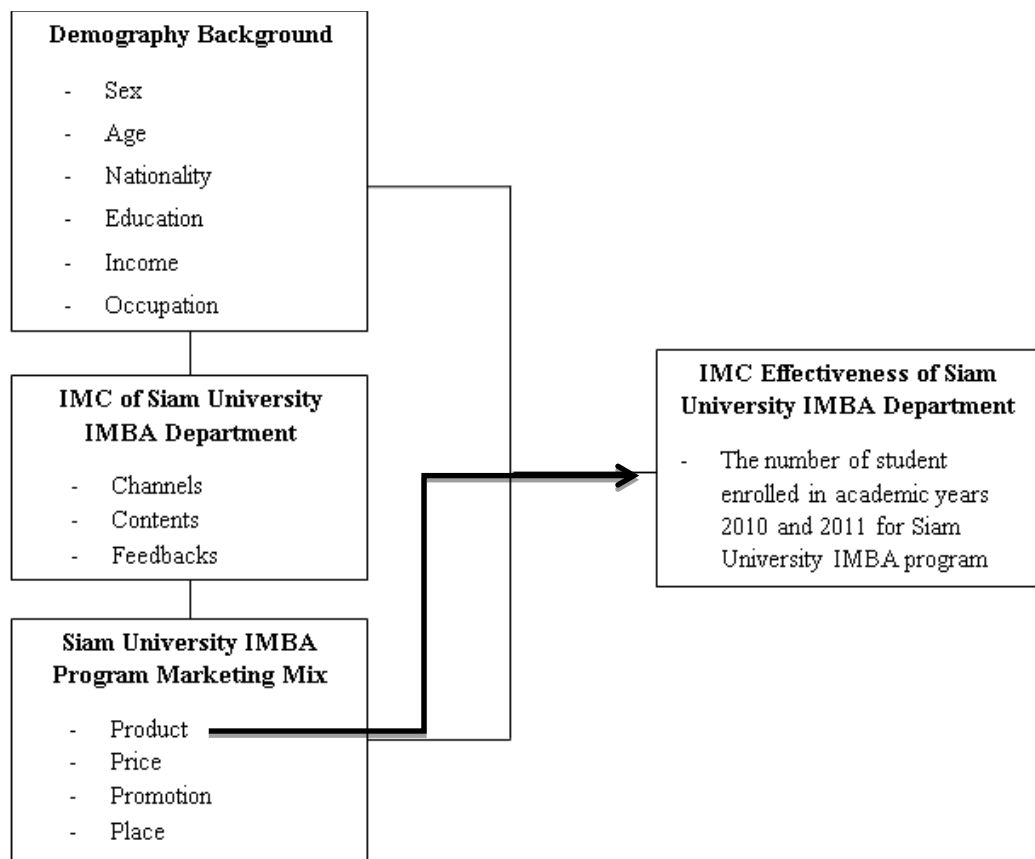 Demography Background
- Sex
- Age
- Nationality
- Education
- Income
- Occupation
IMC of Siam University
IMBA Department
- Channels
- Contents
- Feedbacks
Siam University IMBA
Program Marketing Mix
- Product
- Price
- Promotion
- Place
IMC Effectiveness of Siam
University IMBA Department
- The number of student
enrolled in academic years
2010 and 2011 for Siam
University IMBA program